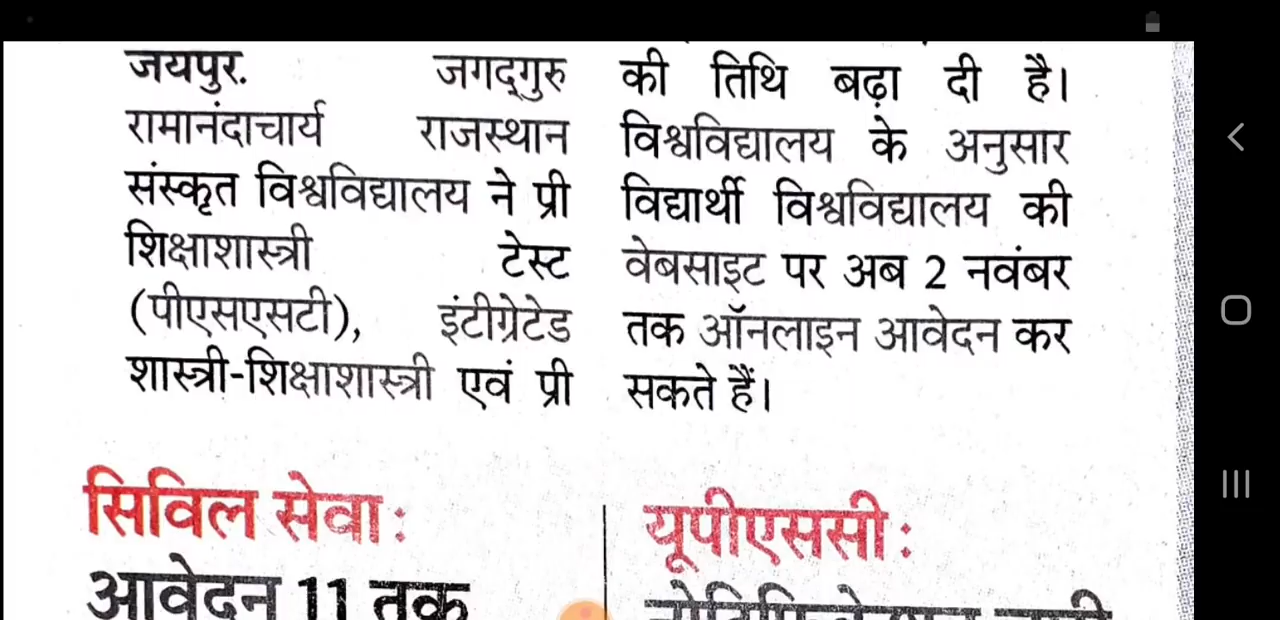 जयपुर. जगद्‌गुरु
रामानंदाचार्य राजस्थान
संस्कृत विश्वविद्यालय ने प्री
शिक्षाशास्त्री टेस्ट
(पीएसएसटी), इंटीग्रेटेड
शास्त्री-शिक्षाशास्त्री एवं प्री
की तिथि बढ़ा दी है।
विश्वविद्यालय के अनुसार
विद्यार्थी विश्वविद्यालय की
वेबसाइट पर अब 2 नवंबर
तक ऑनलाइन आवेदन कर
सकते हैं।
सिविल सेवा:
आवेदन 11 तक
यूपीएससी: